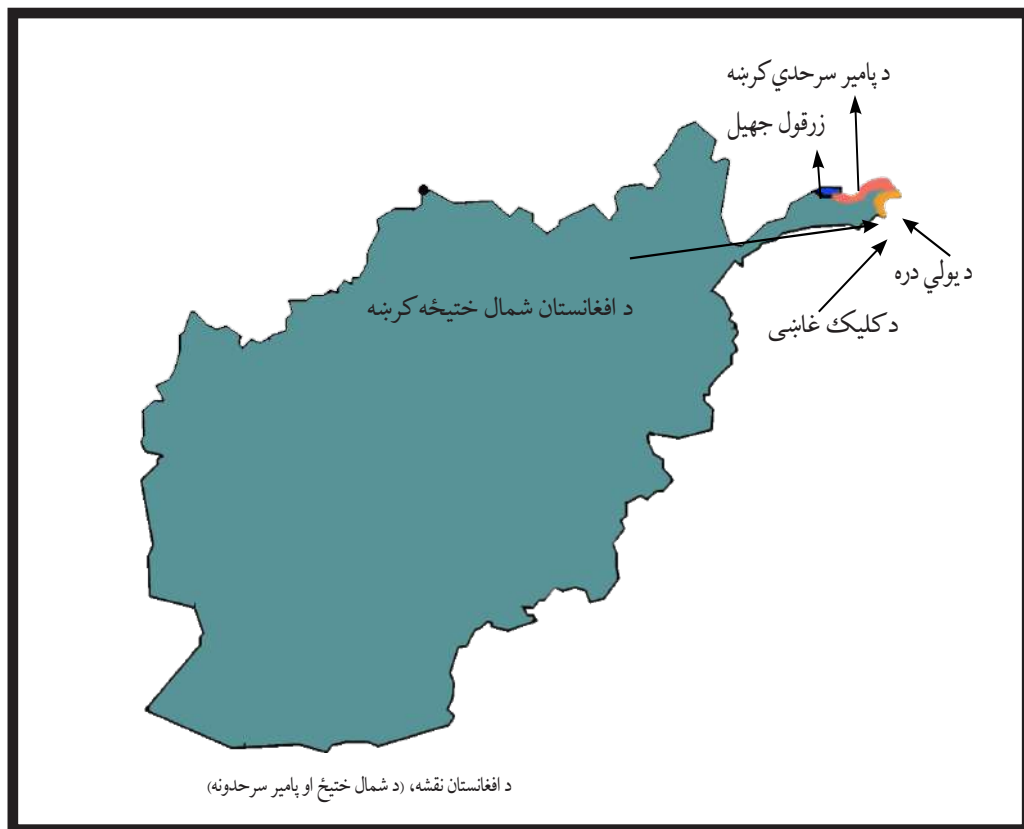 د پامیر سرحدي کرښه
زرقول جهیل
د یولي دره
د افغانستان شمال ختیځه کرښه
د کلیک غاښی
د افغانستان نقشه، (د شمال ختیځ او پامیر سرحدونه)